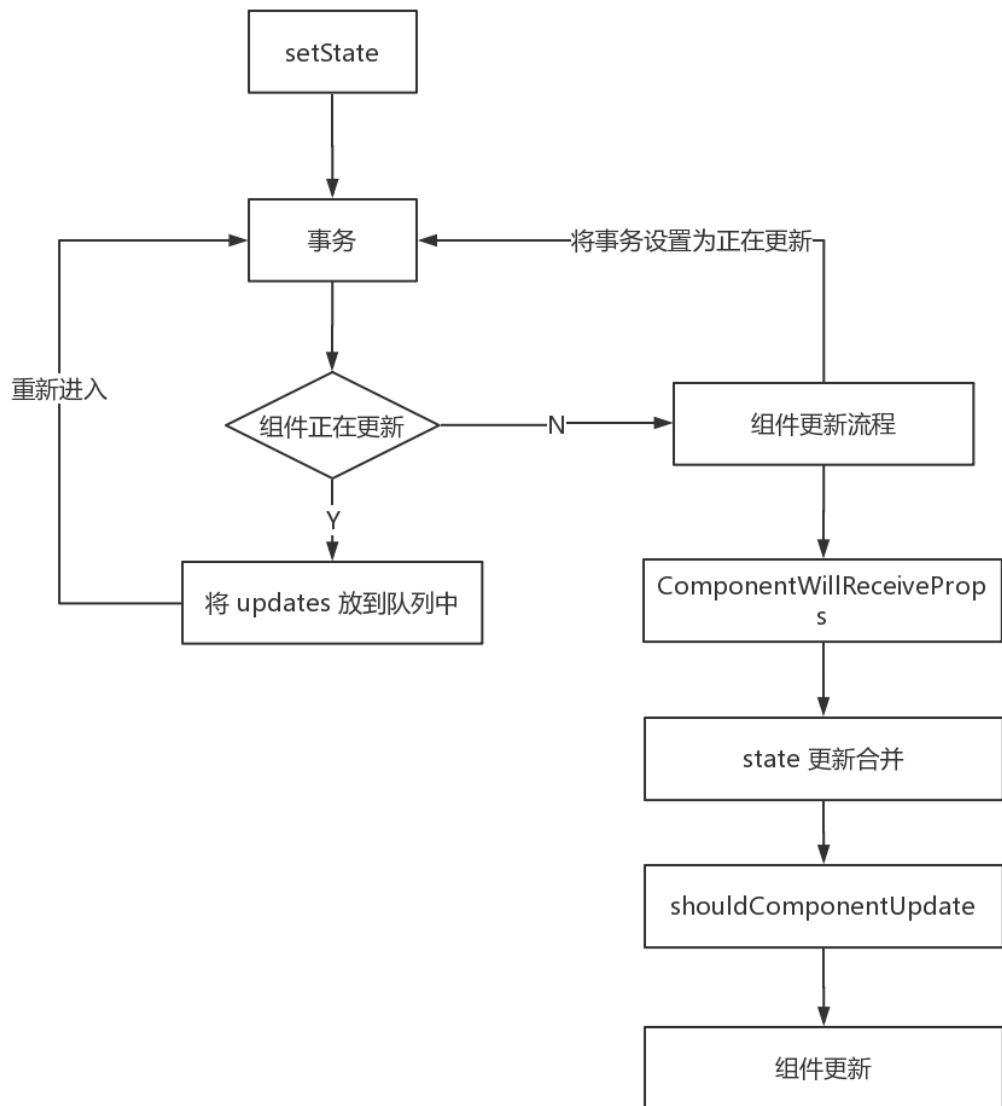 setState
事务
将事务设置为正在更新
重新进入
组件正在更新
N
组件更新流程
Y
将 updates 放到队列中
ComponentWillReceiveProp
s
state 更新合并
shouldComponentUpdate
组件更新